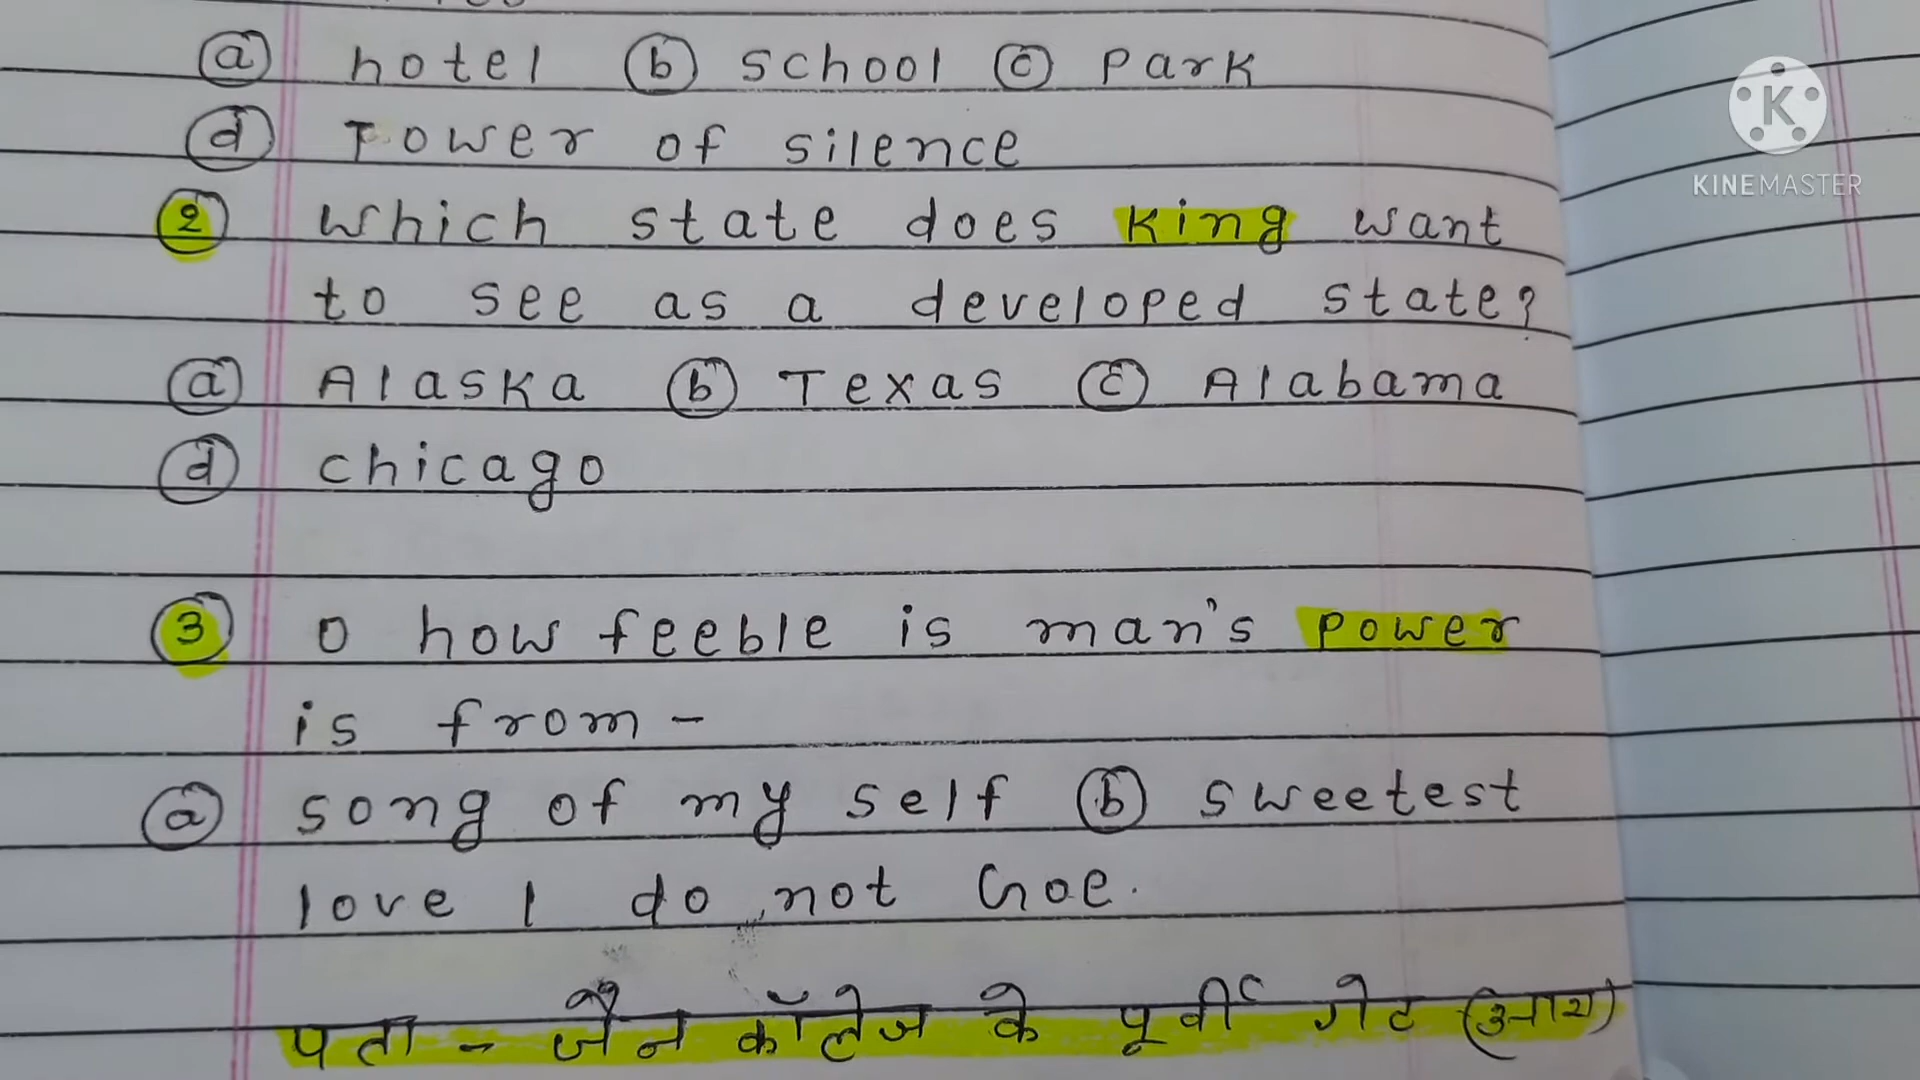 ⓐ hotel ⓑ school ⓒ park
ⓓ Tower of silence
② which state does king want
to see as a developed state?
ⓐ Alaska ⓑ Texas ⓒ Alabama
ⓓ chicago
③ O how feeble is man's power
is from -
ⓐ song of my self ⓑ sweetest
love I do not Goe.
पता - जैन कॉलेज के पूर्वी गेट (आरा)
KINEMASTER